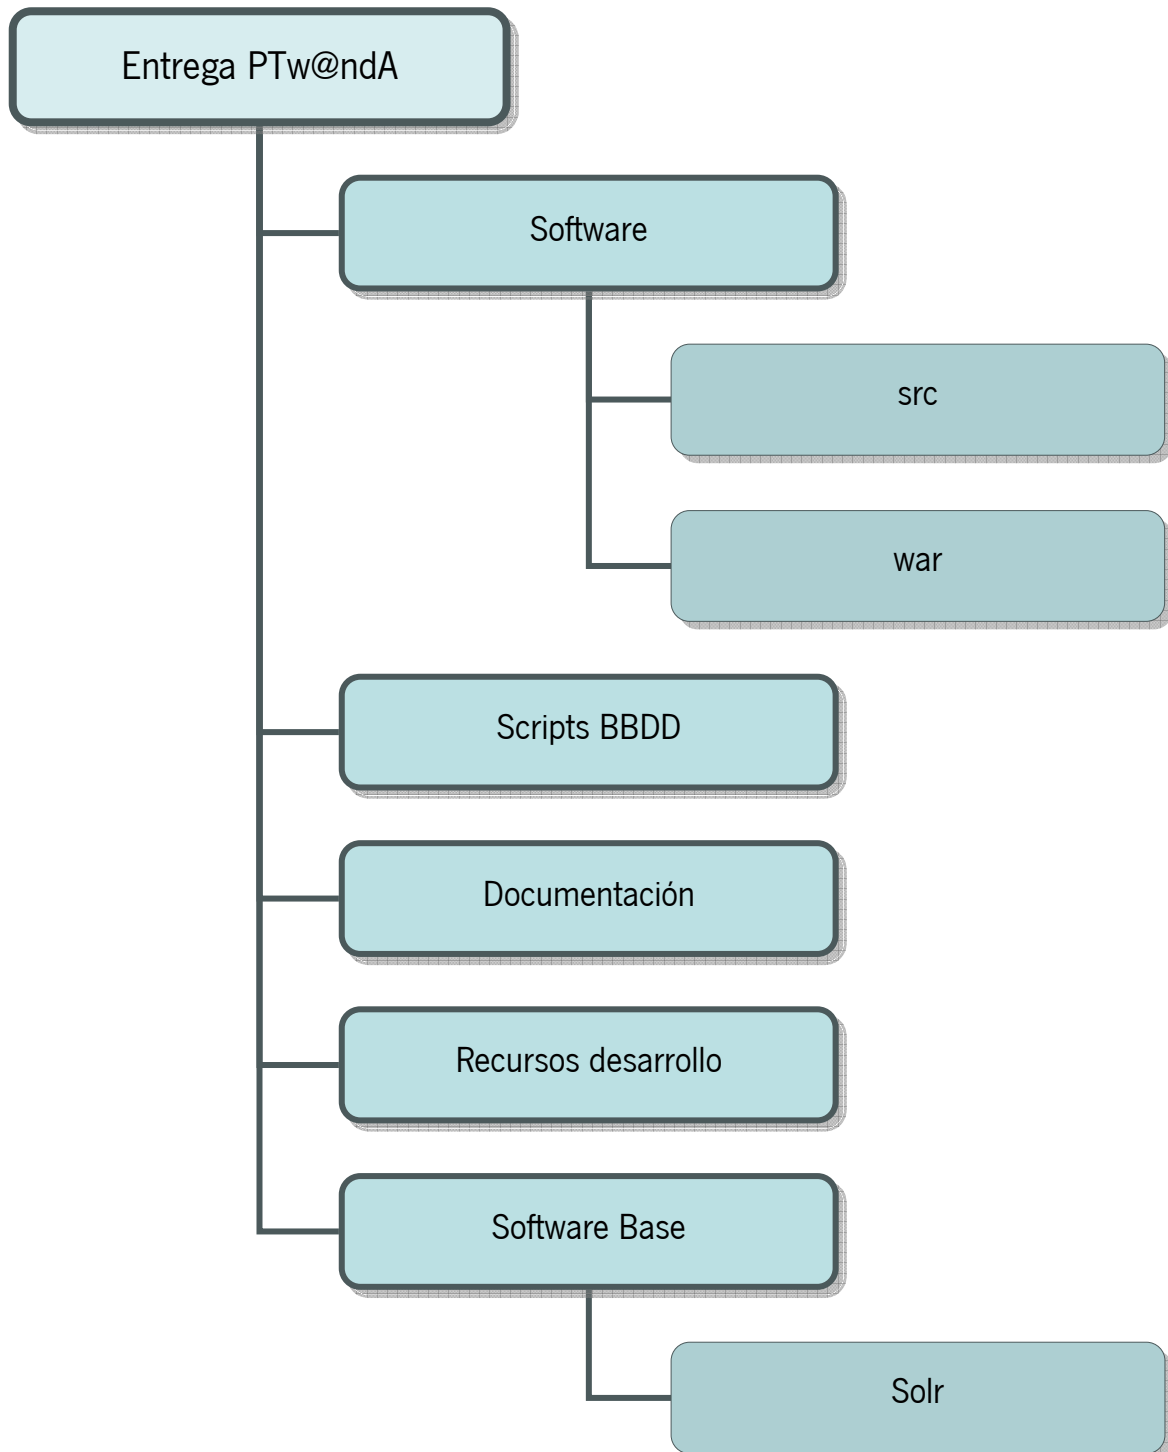 Entrega PTw@ndA
Software
src
war
Scripts BBDD
Documentación
Recursos desarrollo
Software Base
Solr